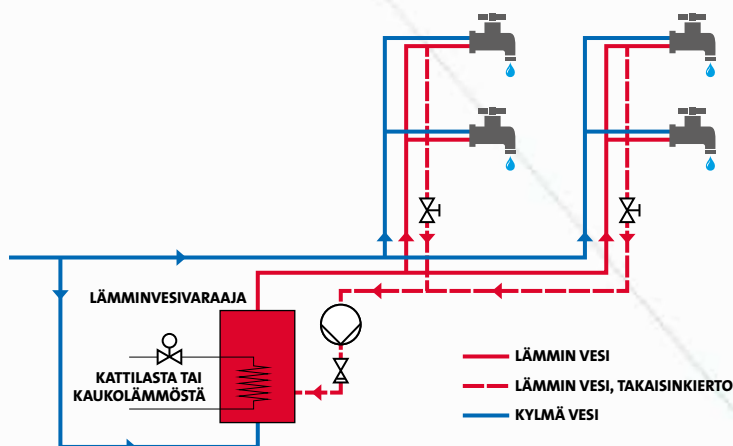 LÄMMINVESIVARAAJA
KATTILASTA TAI
KAUKOLÄMMÖSTÄ
LÄMMIN VESI
LÄMMIN VESI, TAKAISINKIERTO
KYLMÄ VESI